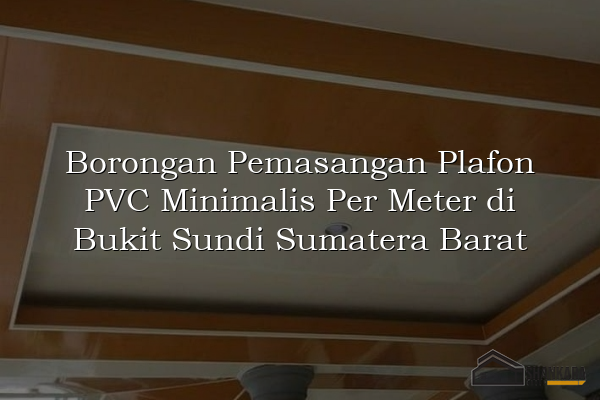 Borongan Pemasangan Plafon
PVC Minimalis Per Meter di
Bukit Sundi Sumatera Barat